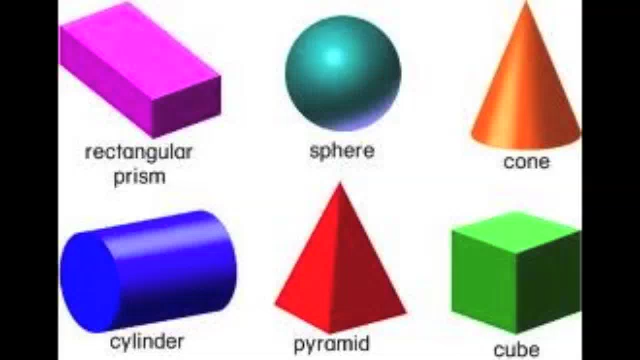 rectangular
prism
sphere
cone
cylinder
pyramid
cube